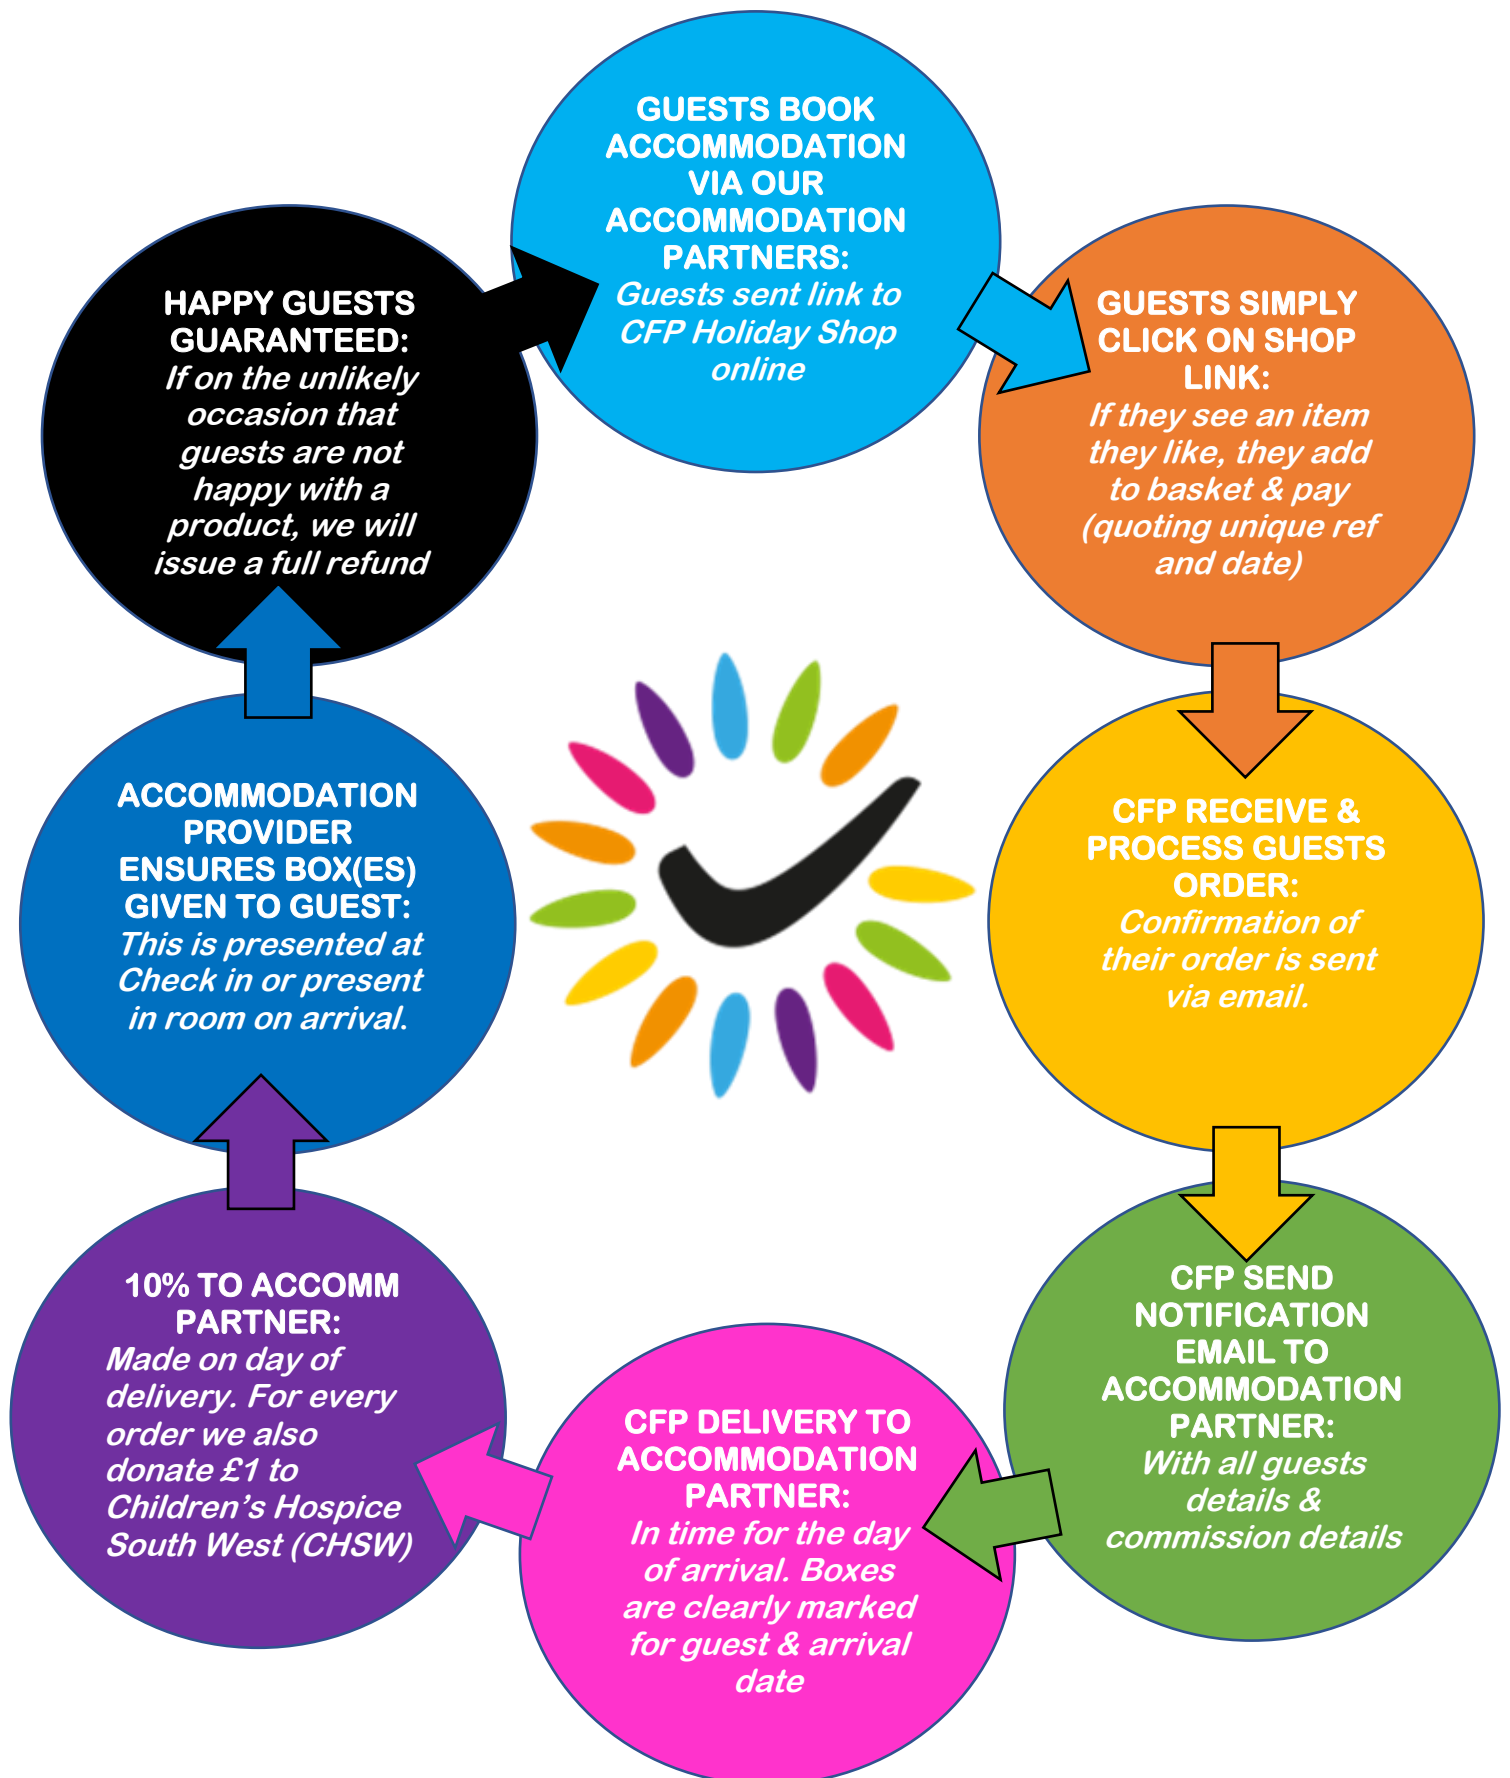 GUESTS BOOK
ACCOMMODATION
VIA OUR
ACCOMMODATION
PARTNERS:
Guests sent link to
CFP Holiday Shop
online
GUESTS SIMPLY
CLICK ON SHOP
LINK:
If they see an item
they like, they add
to basket & pay
(quoting unique ref
and date)
CFP RECEIVE &
PROCESS GUESTS
ORDER:
Confirmation of
their order is sent
via email.
CFP SEND
NOTIFICATION
EMAIL TO
ACCOMMODATION
PARTNER:
With all guests
details &
commission details
CFP DELIVERY TO
ACCOMMODATION
PARTNER:
In time for the day
of arrival. Boxes
are clearly marked
for guest & arrival
date
10% TO ACCOMM
PARTNER:
Made on day of
delivery. For every
order we also
donate £1 to
Children’s Hospice
South West (CHSW)
ACCOMMODATION
PROVIDER
ENSURES BOX(ES)
GIVEN TO GUEST:
This is presented at
Check in or present
in room on arrival.
HAPPY GUESTS
GUARANTEED:
If on the unlikely
occasion that
guests are not
happy with a
product, we will
issue a full refund